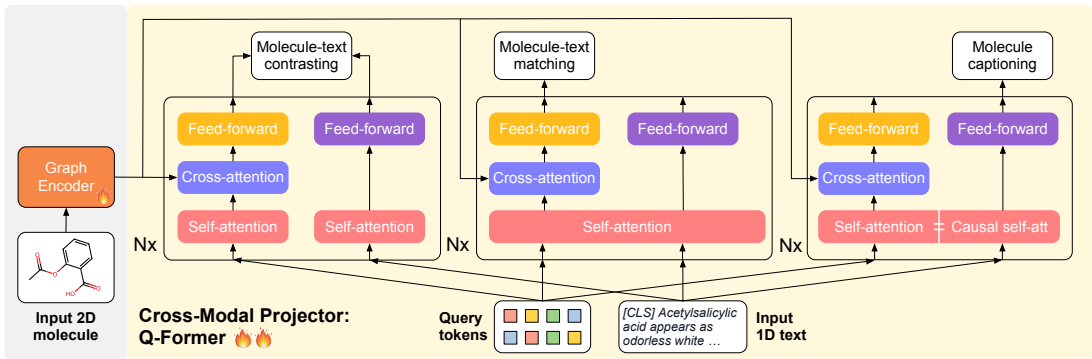 Molecule-text
contrasting
Molecule-text
matching
Molecule
captioning
Feed-forward
Feed-forward
Feed-forward
Feed-forward
Feed-forward
Feed-forward
Graph
Encoder
Cross-attention
Cross-attention
Cross-attention
Self-attention
Self-attention
Self-attention
Self-attention
=
Causal self-att
Nx
Nx
Nx
O
O
HO
O
Input 2D
molecule
Cross-Modal Projector:
Q-Former
Query
tokens
[CLS] Acetylsalicylic
acid appears as
odorless white ...
Input
1D text